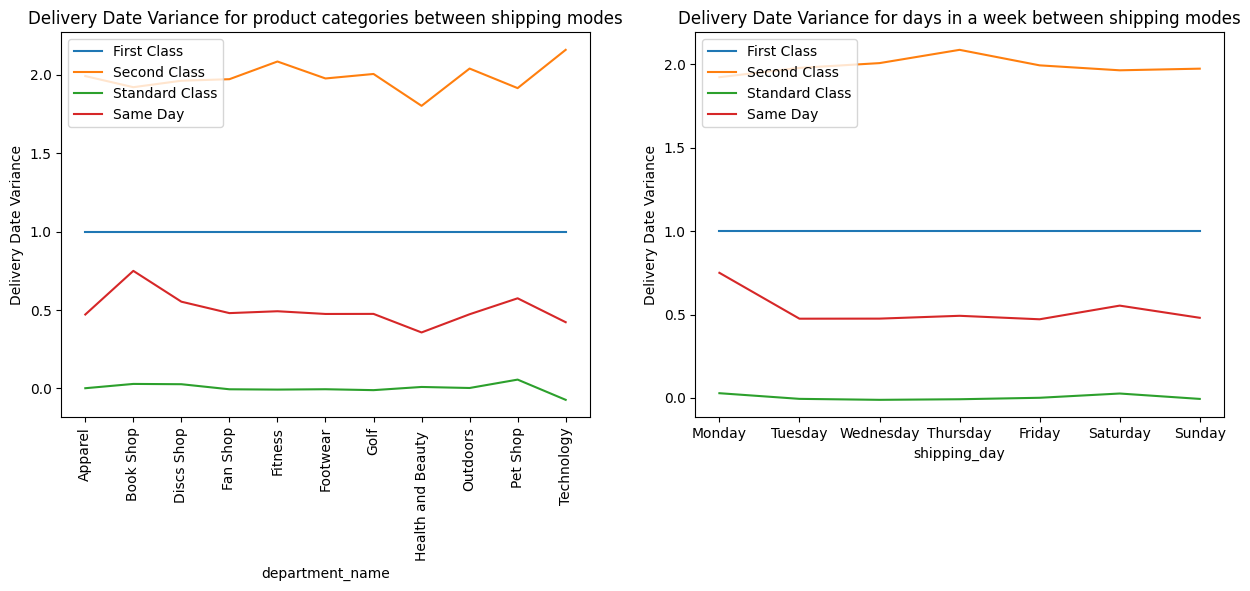 Delivery Date Variance for product categories between shipping modes
First Class
Second Class
Standard Class
Same Day
2.0
1.5
1.0
0.5
0.0
Delivery Date Variance
Apparel
Book Shop
Discs Shop
Fan Shop
Fitness
Footwear
Golf
Health and Beauty
Outdoors
Pet Shop
Technology
department_name
Delivery Date Variance for days in a week between shipping modes
First Class
Second Class
Standard Class
Same Day
2.0
1.5
1.0
0.5
0.0
Delivery Date Variance
Monday Tuesday Wednesday Thursday Friday Saturday Sunday
shipping_day